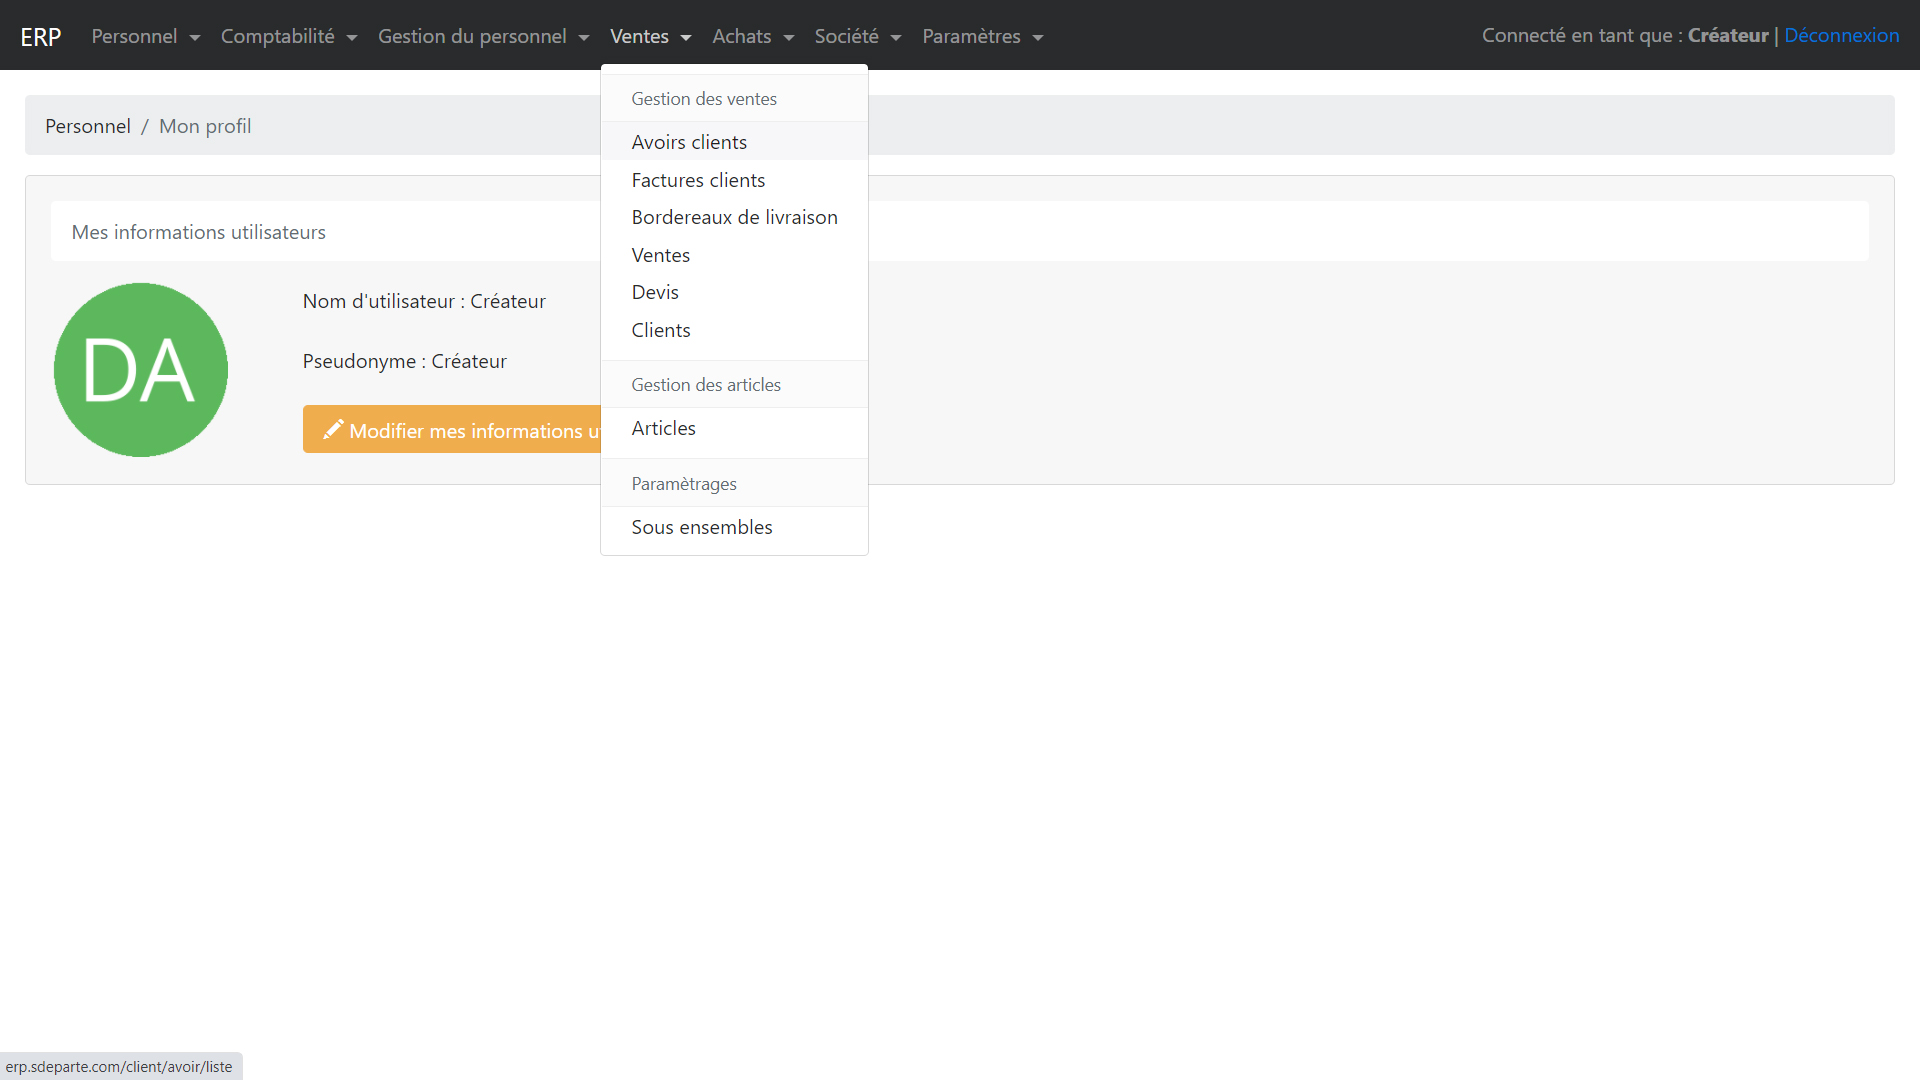 ERP Personnel Comptabilité Gestion du personnel Ventes Achats Société Paramètres Connecté en tant que : Créateur | Déconnexion
Gestion des ventes
Avoirs clients
Factures clients
Bordereaux de livraison
Ventes
Devis
Clients
Gestion des articles
Articles
Paramètrages
Sous ensembles
Personnel / Mon profil
Mes informations utilisateurs
DA
Nom d'utilisateur : Créateur
Pseudonyme : Créateur
Modifier mes informations
erp.sdeparte.com/client/avoir/liste